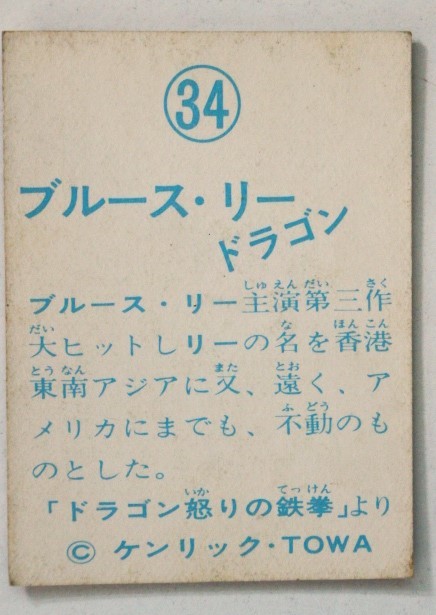 34
ブルース・リー
ドラゴン
ブルース・リー主演第三作
大ヒットしリーの名を香港
東南アジアに又、遠く、ア
メリカにまでも、不動のも
のとした。
「ドラゴン怒りの鉄拳」より
© ケンリック・TOWA